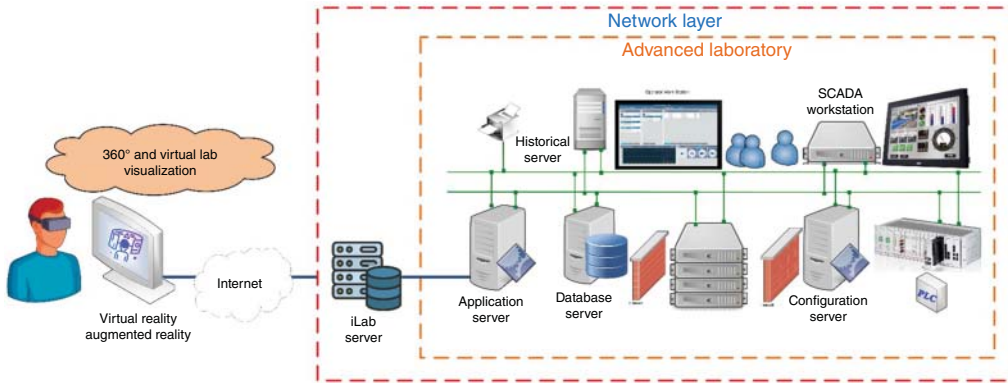 Network layer
Advanced laboratory
SCADA
workstation
Historical
server
360° and virtual lab
visualization
Internet
Virtual reality
augmented reality
iLab
server
Application
server
Database
server
Configuration
server
PLC